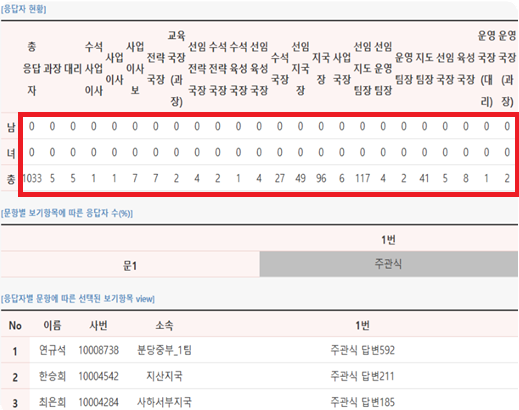 [응답자 현황]
총 응답자
과장
대리
수석 사업 이사
사업 이사
사업 이사 보
전략 국장
교육 국장 (과장)
선임 전략 국장
수석 전략 국장
수석 육성 국장
선임 육성 국장
수석 국장
선임 지국 장
지국 장
사업 국장
선임 지도 팀장
선임 운영 팀장
운영 팀장
지도 팀장
선임 국장
육성 국장
운영 국장 (대리)
운영 국장 (과장)
남 0 0 0 0 0 0 0 0 0 0 0 0 0 0 0 0 0 0 0 0 0 0 0 0
녀 0 0 0 0 0 0 0 0 0 0 0 0 0 0 0 0 0 0 0 0 0 0 0 0
총 1033 5 5 1 1 7 7 2 4 2 1 4 27 49 96 6 117 4 2 41 5 8 1 2
[문항별 보기항목에 따른 응답자 수(%)]
1번
문1 주관식
[응답자별 문항에 따른 선택된 보기항목 view]
No 이름 사번 소속 1번
1 연규석 10008738 분당중부_1팀 주관식 답변592
2 한승희 10004542 지산지국 주관식 답변211
3 최은희 10004284 사하서부지국 주관식 답변185